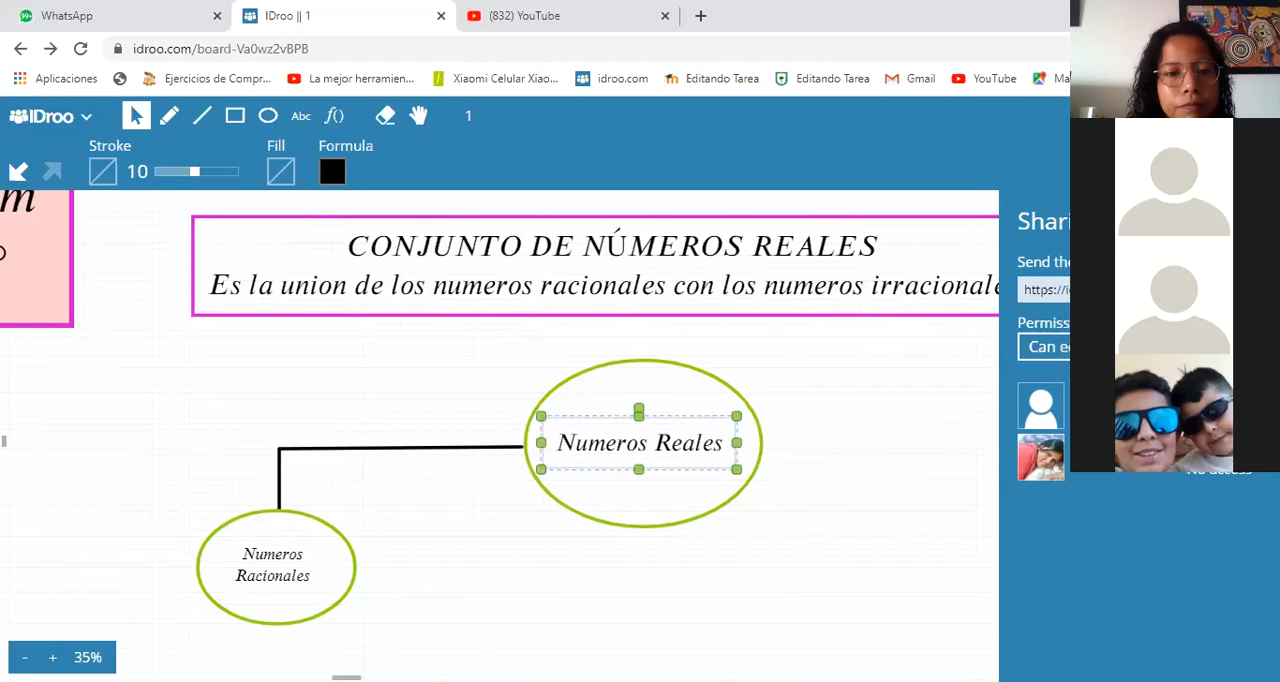 99+ WhatsApp
IDroo || 1
(832) YouTube
idroo.com/board-Va0wz2vBPB
Aplicaciones
Ejercicios de Compr...
La mejor herramien...
Xiaomi Celular Xiao...
idroo.com
Editando Tarea
Editando Tarea
Gmail
YouTube
Ma
IDroo
Abc
f()
1
Stroke
Fill
Formula
10
m
o
CONJUNTO DE NÚMEROS REALES
Es la union de los numeros racionales con los numeros irracionale
Shari
Send the
https://i
Permiss
Can e
Numeros Reales
Numeros
Racionales
- + 35%